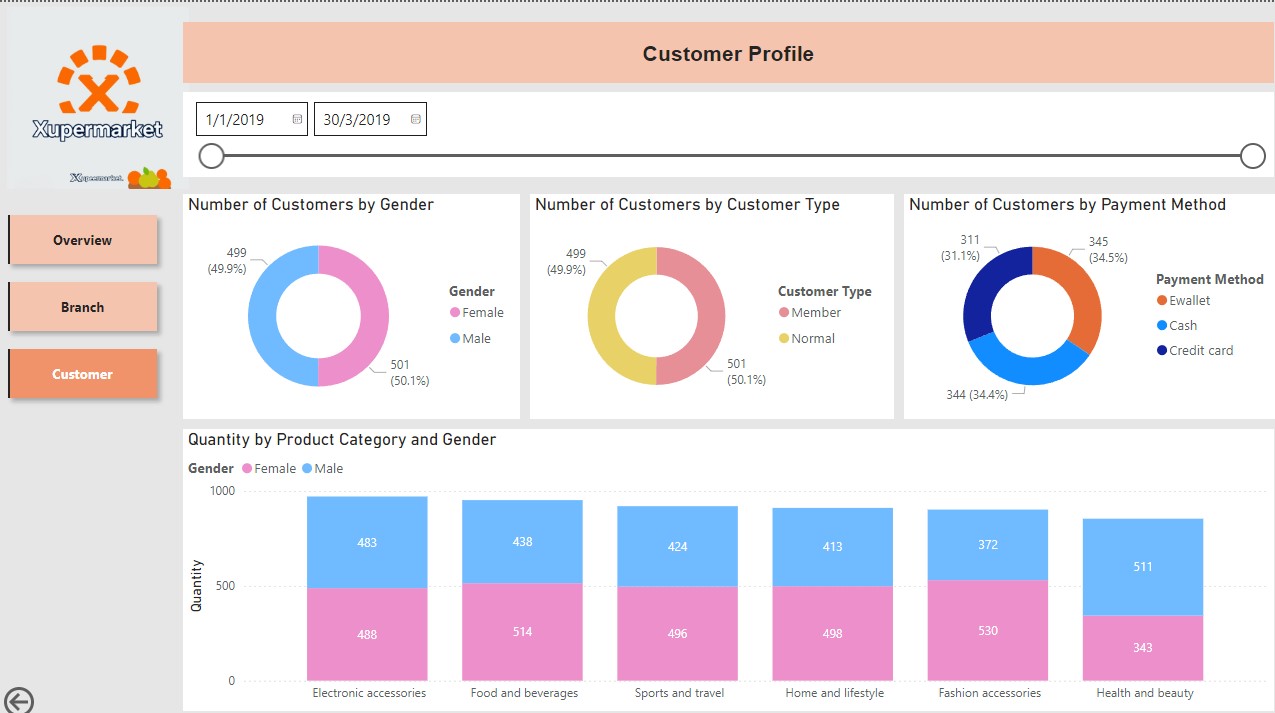 Customer Profile
Xupermarket
Xupermarket.
1/1/2019
30/3/2019
Overview
Branch
Customer
Number of Customers by Gender
499
(49.9%)
501
(50.1%)
Gender
Female
Male
Number of Customers by Customer Type
499
(49.9%)
501
(50.1%)
Customer Type
Member
Normal
Number of Customers by Payment Method
311
(31.1%)
345
(34.5%)
344 (34.4%)
Payment Method
Ewallet
Cash
Credit card
Quantity by Product Category and Gender
Gender Female Male
Quantity
1000
500
0
483 438 424 413 372 511
488 514 496 498 530 343
Electronic accessories Food and beverages Sports and travel Home and lifestyle Fashion accessories Health and beauty